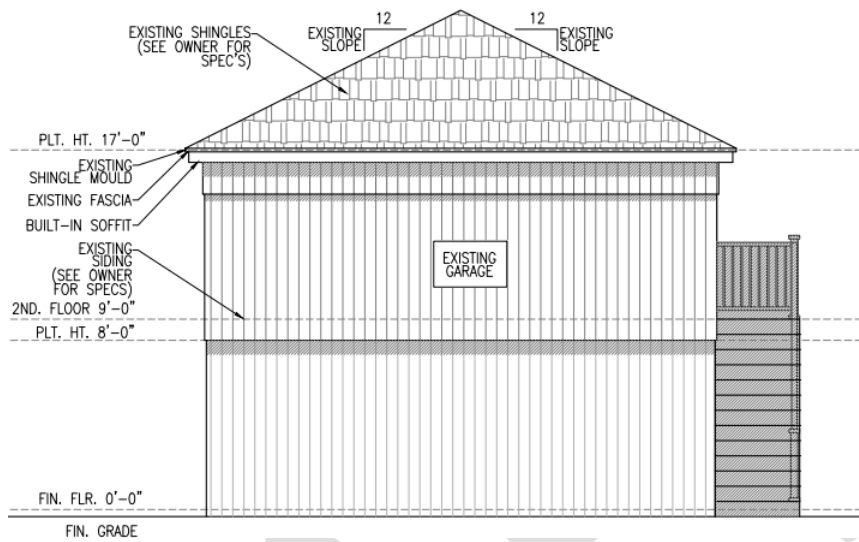 12
12
EXISTING SHINGLES
(SEE OWNER FOR
SPEC'S)
EXISTING
SLOPE
EXISTING
SLOPE
PLT. HT. 17'-0"
EXISTING
SHINGLE MOULD
EXISTING FASCIA
BUILT-IN SOFFIT
EXISTING
SIDING
(SEE OWNER
FOR SPECS)
EXISTING
GARAGE
2ND. FLOOR 9'-0"
PLT. HT. 8'-0"
FIN. FLR. 0'-0"
FIN. GRADE